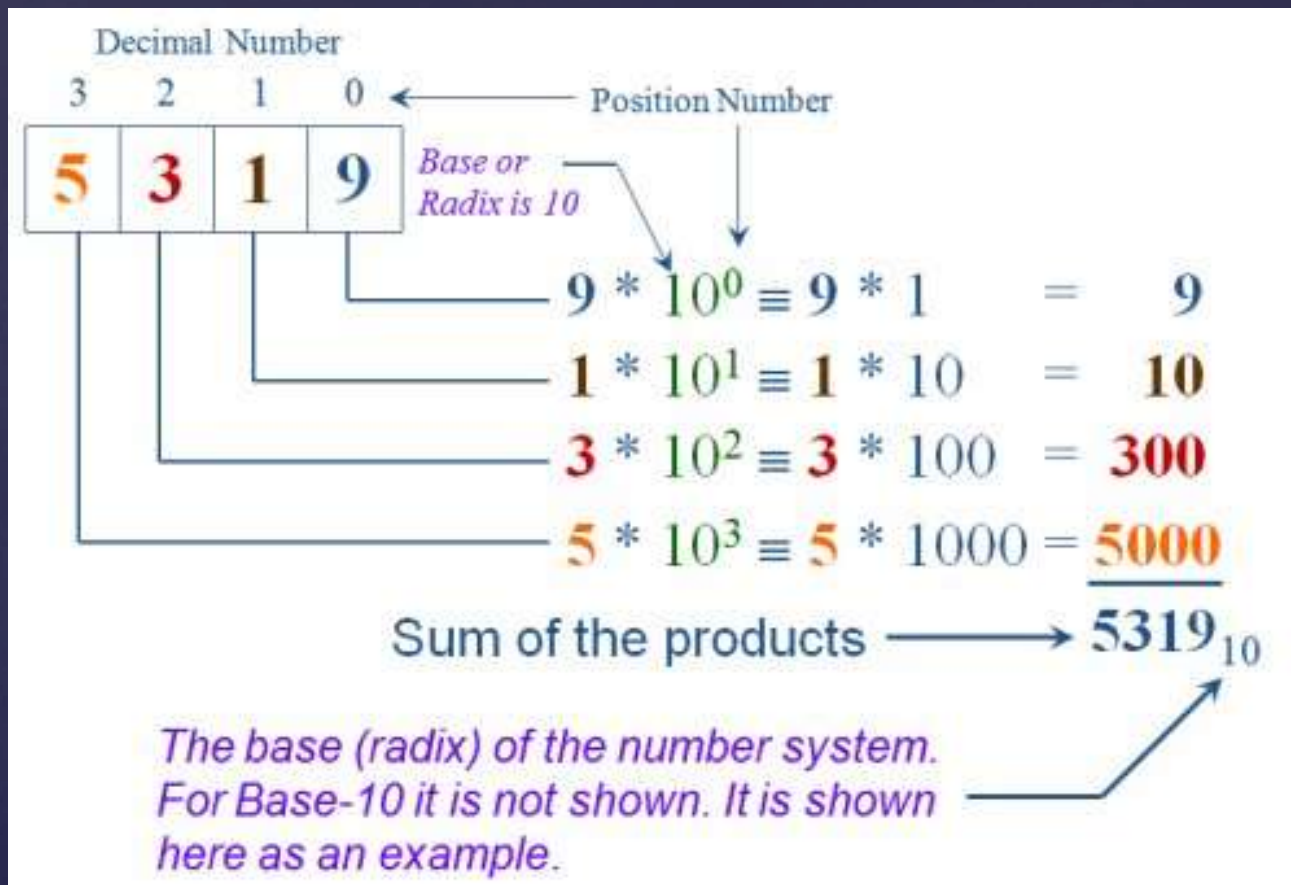 Decimal Number
3 2 1 0
Position Number
5 3 1 9
Base or
Radix is 10
9 * 10⁰ ≡ 9 * 1 = 9
1 * 10¹ ≡ 1 * 10 = 10
3 * 10² ≡ 3 * 100 = 300
5 * 10³ ≡ 5 * 1000 = 5000
Sum of the products 5319₁₀
The base (radix) of the number system.
For Base-10 it is not shown. It is shown
here as an example.